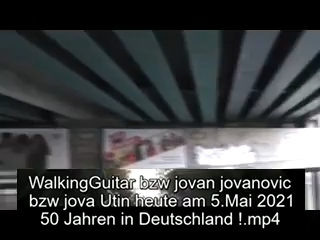 WalkingGuitar bzw jovan jovanovic
bzw jova Utin heute am 5.Mai 2021
50 Jahren in Deutschland !.mp4